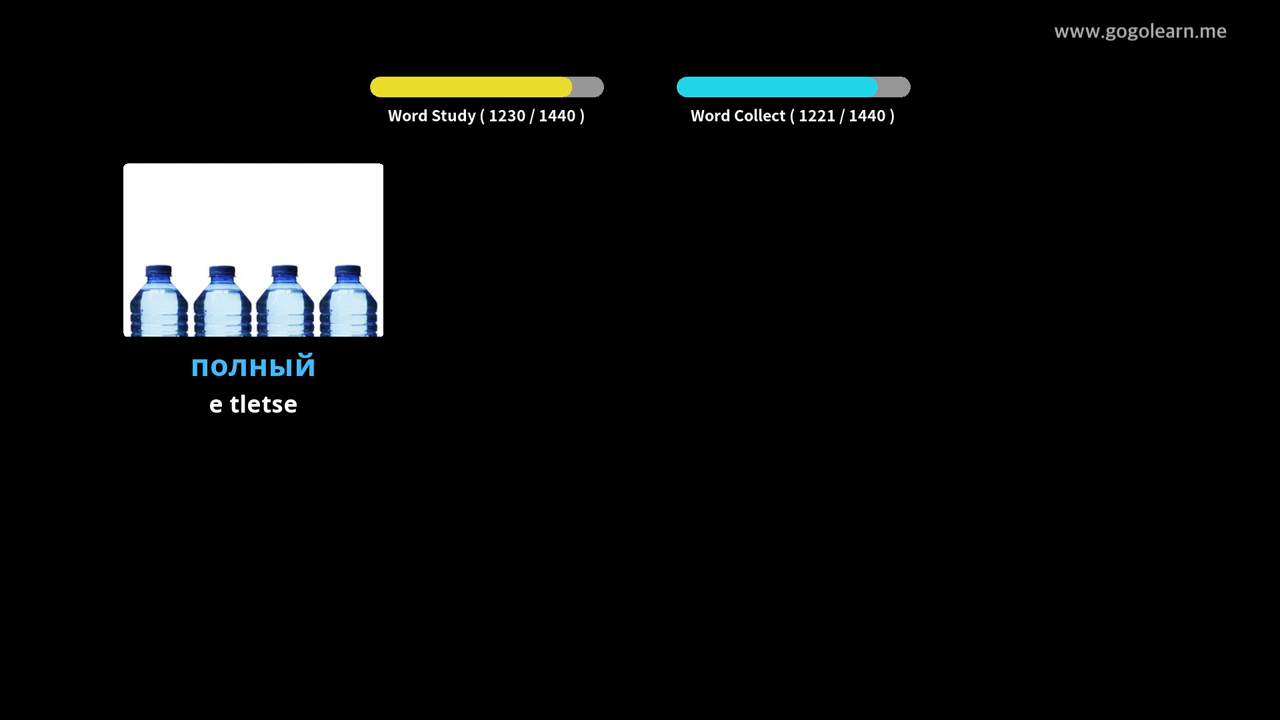 www.gogolearn.me
Word Study ( 1230 / 1440 )
Word Collect ( 1221 / 1440 )
полный
e tletse